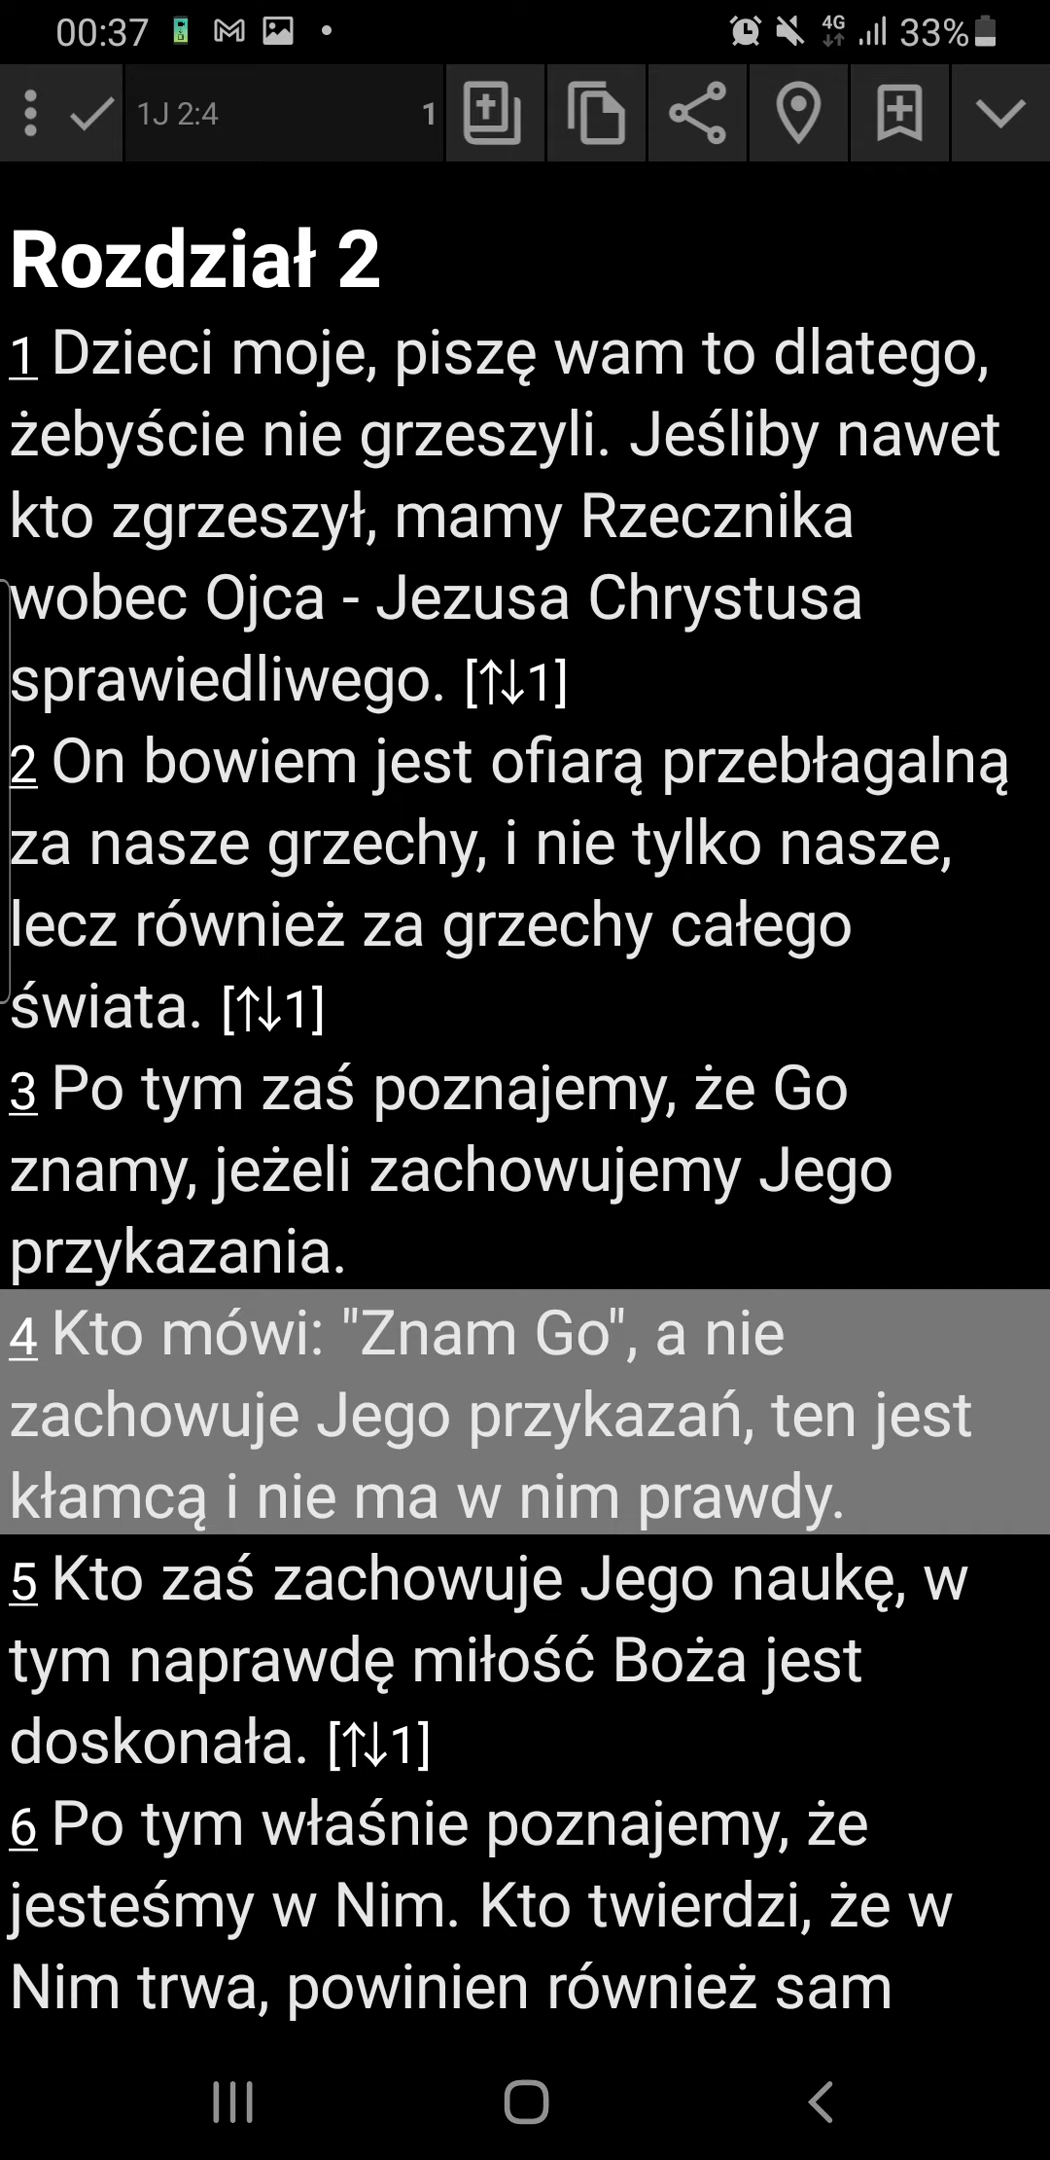 00:37
4G
33%
1J 2:4
1
Rozdział 2
1 Dzieci moje, piszę wam to dlatego,
żebyście nie grzeszyli. Jeśliby nawet
kto zgrzeszył, mamy Rzecznika
wobec Ojca - Jezusa Chrystusa
sprawiedliwego. [↑↓1]
2 On bowiem jest ofiarą przebłagalną
za nasze grzechy, i nie tylko nasze,
lecz również za grzechy całego
świata. [↑↓1]
3 Po tym zaś poznajemy, że Go
znamy, jeżeli zachowujemy Jego
przykazania.
4 Kto mówi: "Znam Go", a nie
zachowuje Jego przykazań, ten jest
kłamcą i nie ma w nim prawdy.
5 Kto zaś zachowuje Jego naukę, w
tym naprawdę miłość Boża jest
doskonała. [↑↓1]
6 Po tym właśnie poznajemy, że
jesteśmy w Nim. Kto twierdzi, że w
Nim trwa, powinien również sam